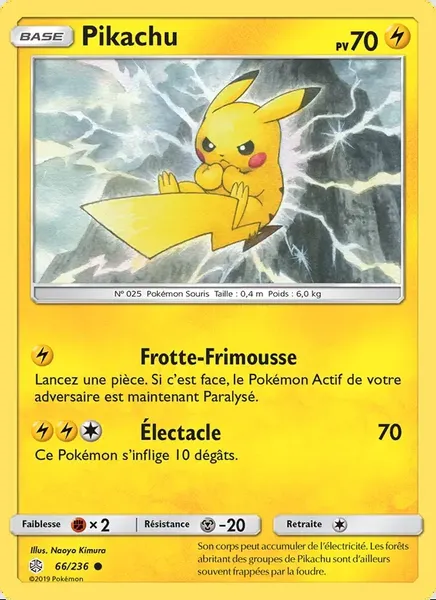 BASE Pikachu PV 70
N° 025 Pokémon Souris Taille : 0,4 m Poids : 6,0 kg
Frotte-Frimousse
Lancez une pièce. Si c'est face, le Pokémon Actif de votre
adversaire est maintenant Paralysé.
Électacle 70
Ce Pokémon s'inflige 10 dégâts.
Faiblesse ×2 Résistance -20 Retraite
Illus. Naoyo Kimura
66/236
©2019 Pokémon
Son corps peut accumuler de l'électricité. Les forêts
abritant des groupes de Pikachu sont d'ailleurs
souvent frappées par la foudre.